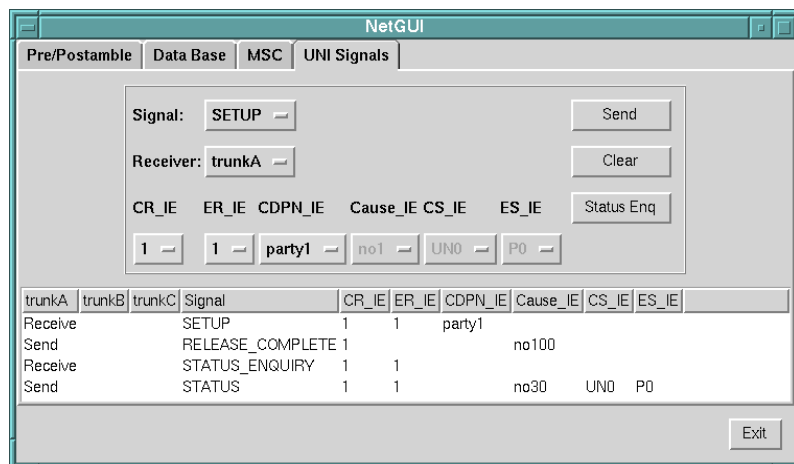 NetGUI
Pre/Postamble Data Base MSC UNI Signals
Signal: SETUP Send
Receiver: trunkA Clear
CR_IE ER_IE CDPN_IE Cause_IE CS_IE ES_IE Status Enq
1 1 party1 no1 UN0 P0
trunkA trunkB trunkC Signal CR_IE ER_IE CDPN_IE Cause_IE CS_IE ES_IE
Receive SETUP 1 1 party1
Send RELEASE_COMPLETE 1 no100
Receive STATUS_ENQUIRY 1 1
Send STATUS 1 1 no30 UN0 P0
Exit